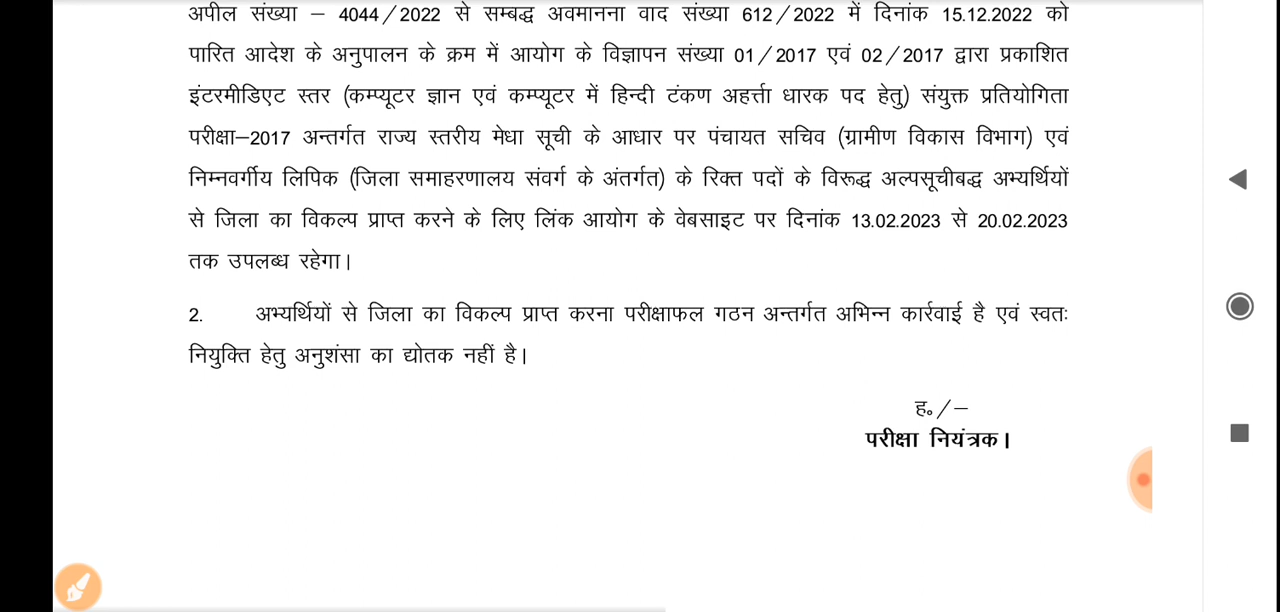 अपील संख्या – 4044/2022 से सम्बद्ध अवमानना वाद संख्या 612/2022 में दिनांक 15.12.2022 को
पारित आदेश के अनुपालन के क्रम में आयोग के विज्ञापन संख्या 01/2017 एवं 02/2017 द्वारा प्रकाशित
इंटरमीडिएट स्तर (कम्प्यूटर ज्ञान एवं कम्प्यूटर में हिन्दी टंकण अहर्त्ता धारक पद हेतु) संयुक्त प्रतियोगिता
परीक्षा–2017 अन्तर्गत राज्य स्तरीय मेधा सूची के आधार पर पंचायत सचिव (ग्रामीण विकास विभाग) एवं
निम्नवर्गीय लिपिक (जिला समाहरणालय संवर्ग के अंतर्गत) के रिक्त पदों के विरूद्ध अल्पसूचीबद्ध अभ्यर्थियों
से जिला का विकल्प प्राप्त करने के लिए लिंक आयोग के वेबसाइट पर दिनांक 13.02.2023 से 20.02.2023
तक उपलब्ध रहेगा।
2. अभ्यर्थियों से जिला का विकल्प प्राप्त करना परीक्षाफल गठन अन्तर्गत अभिन्न कार्रवाई है एवं स्वतः
नियुक्ति हेतु अनुशंसा का द्योतक नहीं है।
ह०/–
परीक्षा नियंत्रक।